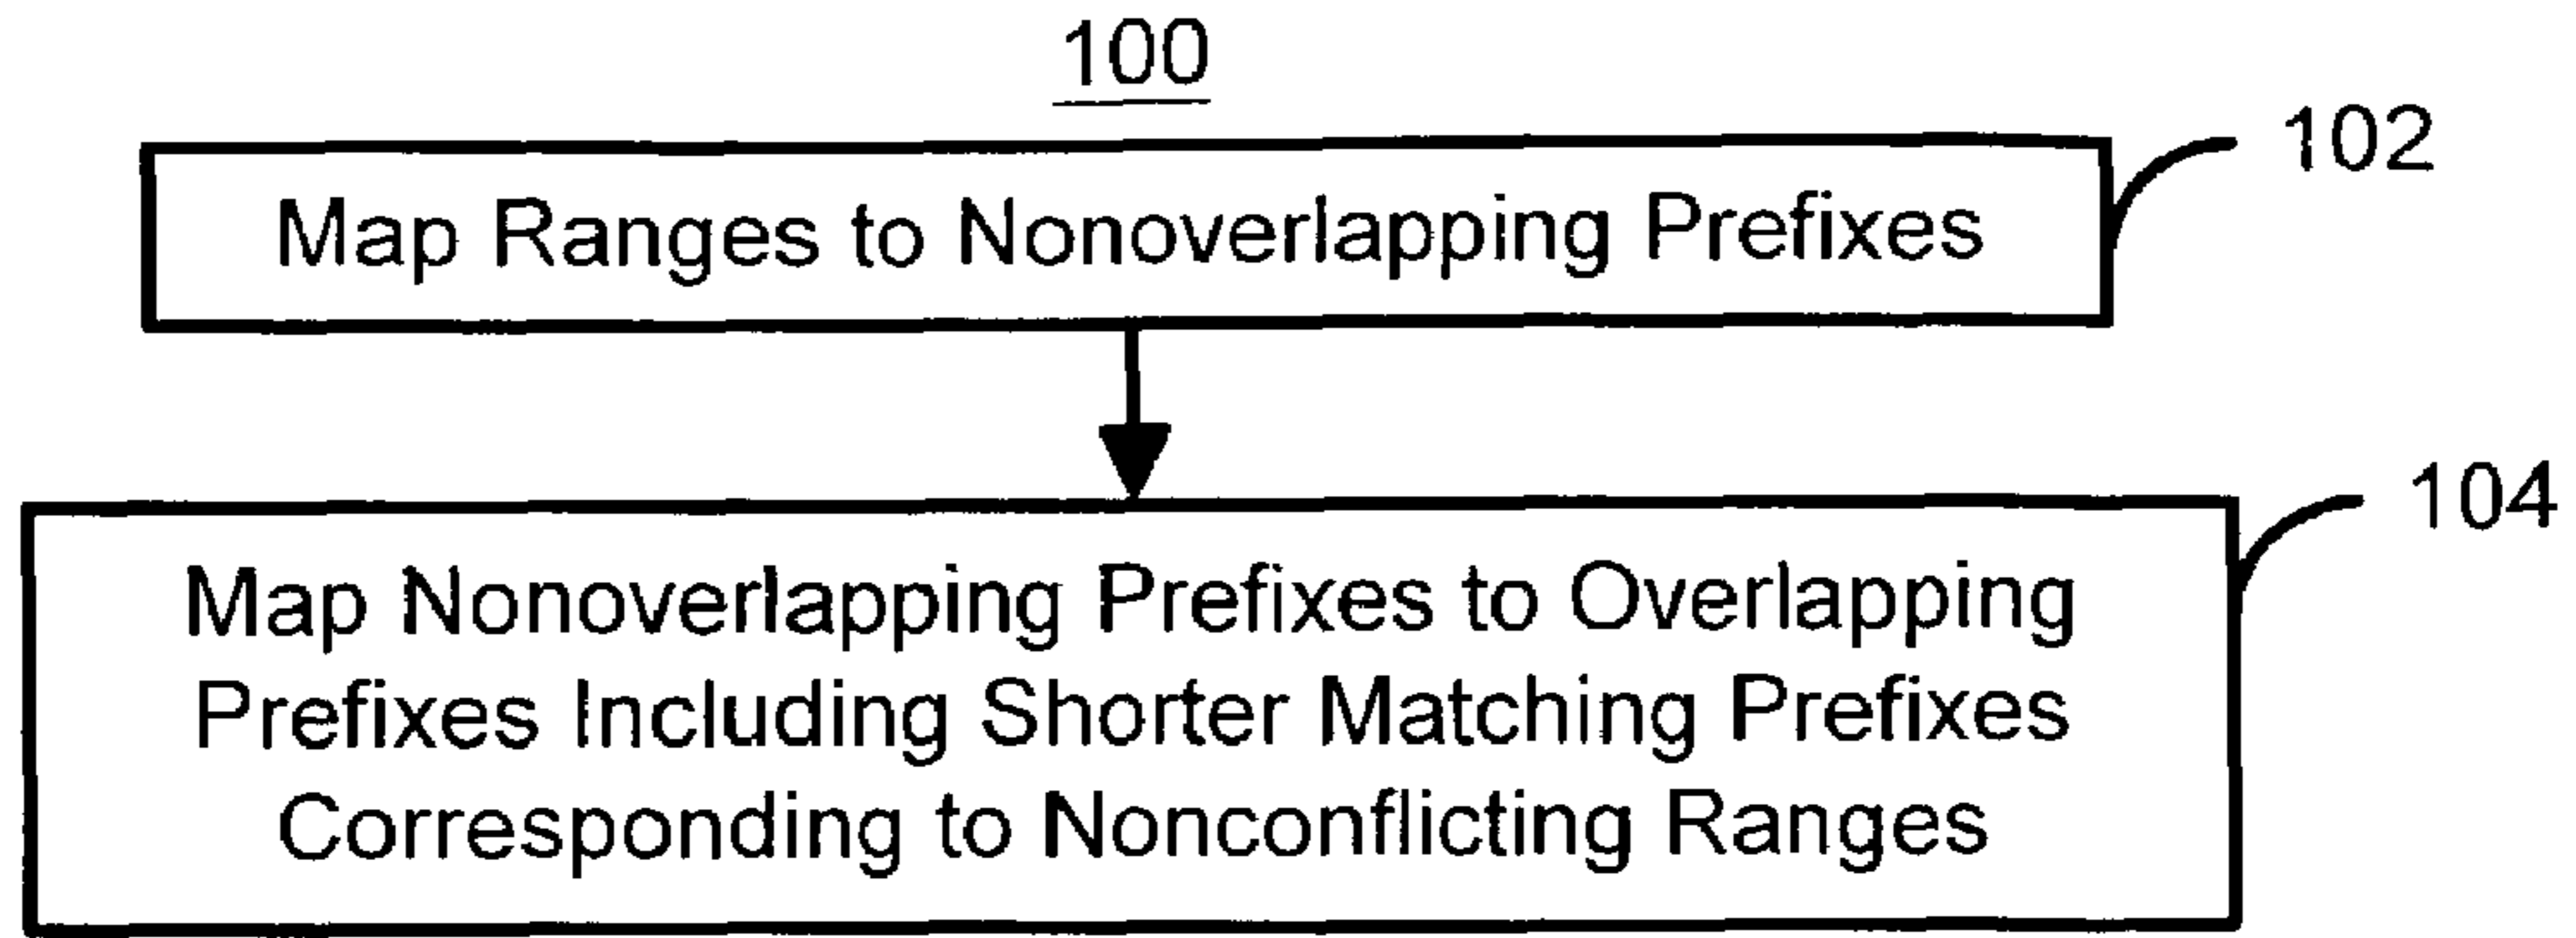 100
102
Map Ranges to Nonoverlapping Prefixes
104
Map Nonoverlapping Prefixes to Overlapping
Prefixes Including Shorter Matching Prefixes
Corresponding to Nonconflicting Ranges